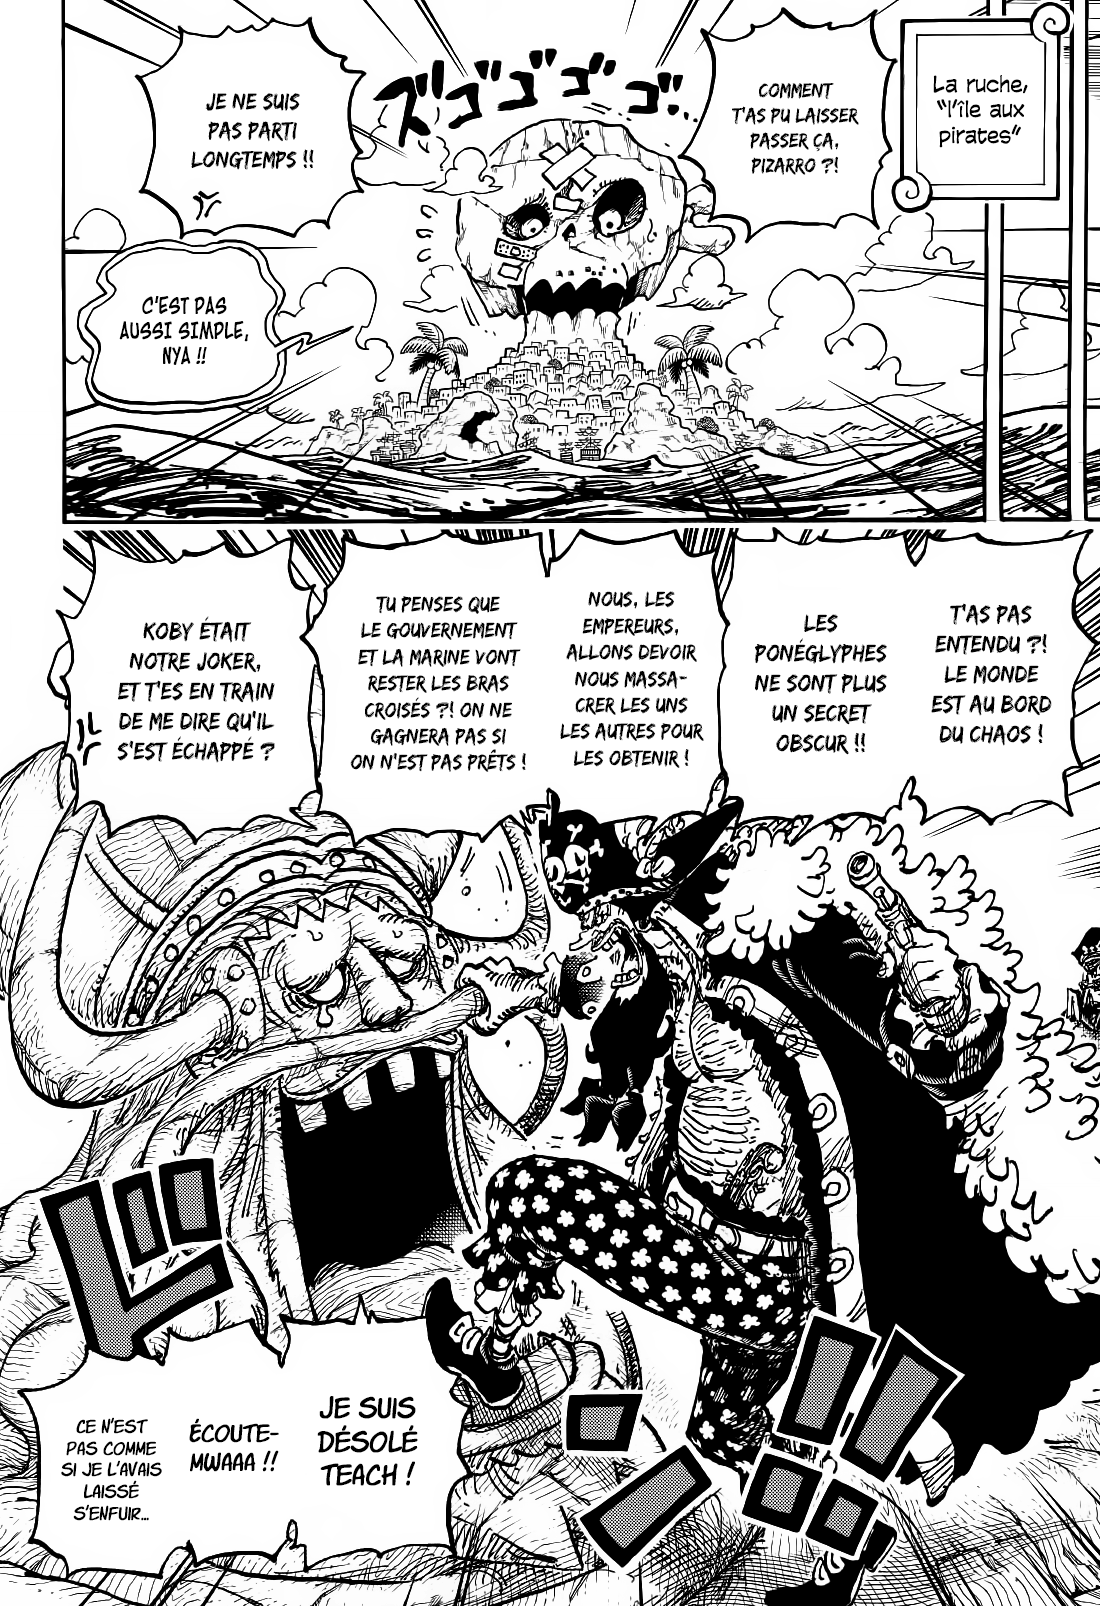 La ruche,
"l'île aux
pirates"
COMMENT
T'AS PU LAISSER
PASSER ÇA,
PIZARRO ?!
ズゴゴゴゴ...
JE NE SUIS
PAS PARTI
LONGTEMPS !!
C'EST PAS
AUSSI SIMPLE,
NYA !!
T'AS PAS
ENTENDU ?!
LE MONDE
EST AU BORD
DU CHAOS !
LES
PONÉGLYPHES
NE SONT PLUS
UN SECRET
OBSCUR !!
NOUS, LES
EMPEREURS,
ALLONS DEVOIR
NOUS MASSA-
CRER LES UNS
LES AUTRES POUR
LES OBTENIR !
TU PENSES QUE
LE GOUVERNEMENT
ET LA MARINE VONT
RESTER LES BRAS
CROISÉS ?! ON NE
GAGNERA PAS SI
ON N'EST PAS PRÊTS !
KOBY ÉTAIT
NOTRE JOKER,
ET T'ES EN TRAIN
DE ME DIRE QU'IL
S'EST ÉCHAPPÉ ?
JE SUIS
DÉSOLÉ
TEACH !
ÉCOUTE-
MWAAA !!
CE N'EST
PAS COMME
SI JE L'AVAIS
LAISSÉ
S'ENFUIR...